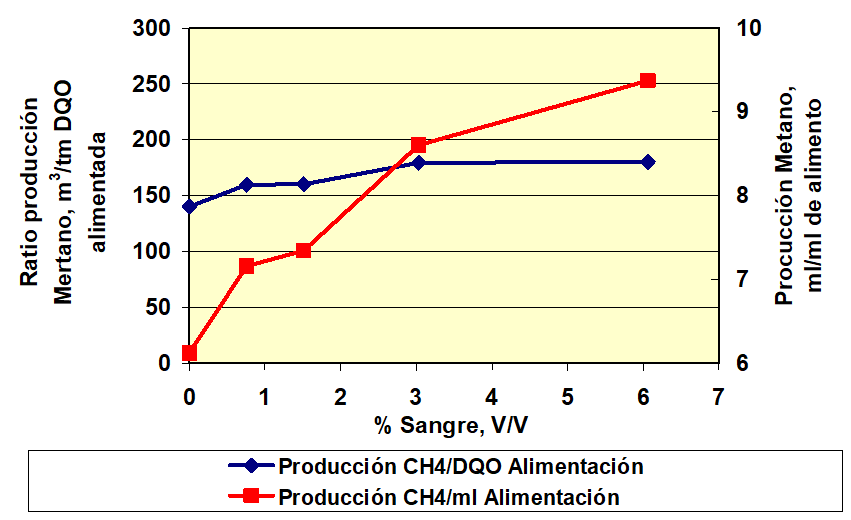 Ratio producción
Mertano, m³/tm DQO
alimentada
300
250
200
150
100
50
0
10
9
8
7
6
Procucción Metano,
ml/ml de alimento
0 1 2 3 4 5 6 7
% Sangre, V/V
Producción CH4/DQO Alimentación
Producción CH4/ml Alimentación